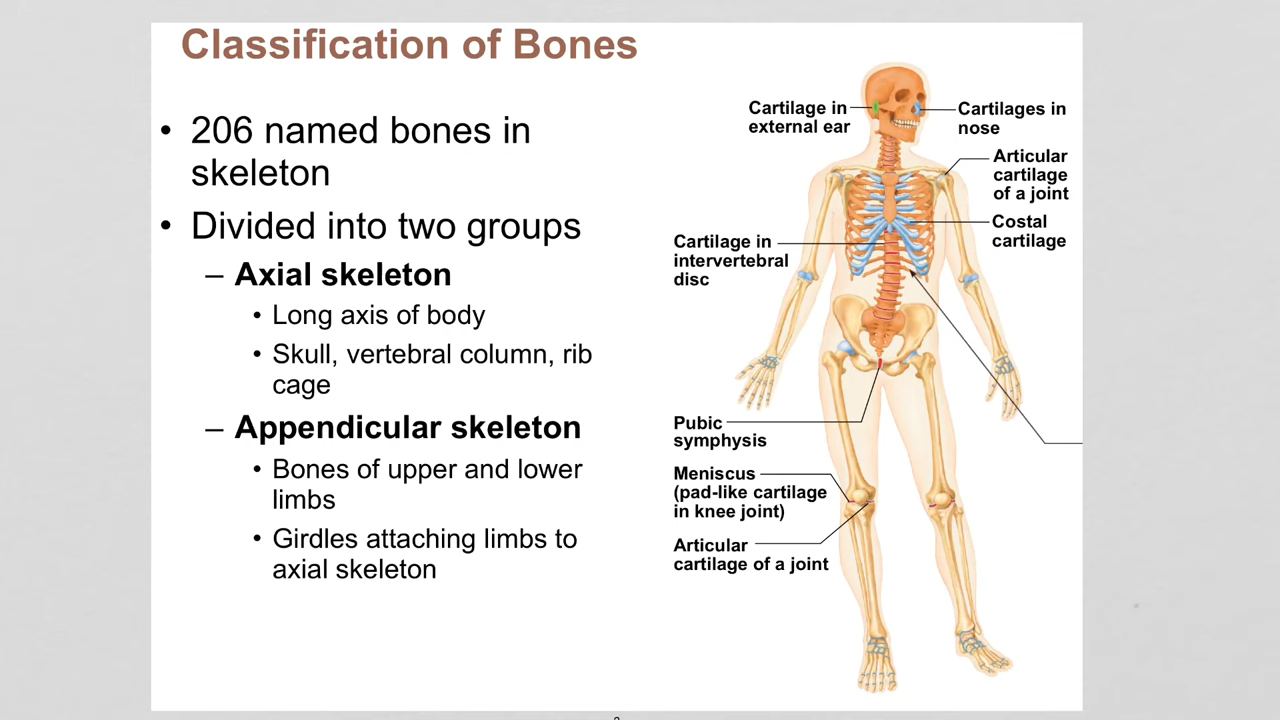 Classification of Bones
• 206 named bones in
skeleton
• Divided into two groups
– Axial skeleton
• Long axis of body
• Skull, vertebral column, rib
cage
– Appendicular skeleton
• Bones of upper and lower
limbs
• Girdles attaching limbs to
axial skeleton
Cartilage in
external ear
Cartilages in
nose
Articular
cartilage
of a joint
Costal
cartilage
Cartilage in
intervertebral
disc
Pubic
symphysis
Meniscus
(pad-like cartilage
in knee joint)
Articular
cartilage of a joint